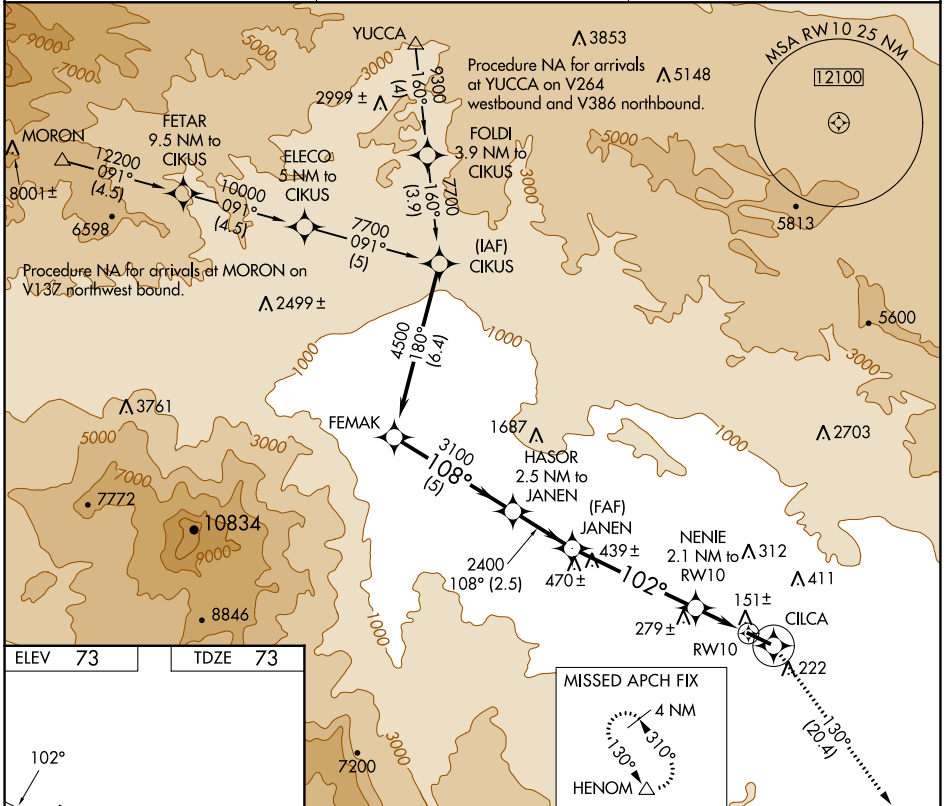 YUCCA
3853
MSA RW10 25 NM
12100
9000
7000
5000
3000
Procedure NA for arrivals
at YUCCA on V264
westbound and V386 northbound.
5148
9300
160°
(4)
2999 ±
FETAR
9.5 NM to
CIKUS
FOLDI
3.9 NM to
CIKUS
5000
MORON
ELECO
5 NM to
CIKUS
12200
091°
(4.5)
8001±
10000
091°
(4.5)
7700
160°
(3.9)
3000
5813
6598
7700
091°
(5)
(IAF)
CIKUS
Procedure NA for arrivals at MORON on
V137 northwest bound.
2499 ±
5600
1000
4500
180°
(6.4)
1000
3000
3761
5000
3000
FEMAK
1687
1000
2703
3100
108°
(5)
HASOR
2.5 NM to
JANEN
7000
7772
10834
9000
(FAF)
JANEN
439 ±
NENIE
2.1 NM to
RW10
312
2400
108° (2.5)
470 ±
102°
411
8846
1000
279 ±
151 ±
CILCA
RW10
222
ELEV 73
TDZE 73
MISSED APCH FIX
4 NM
310°
130°
HENOM
130°
(20.4)
102°
7200
3000